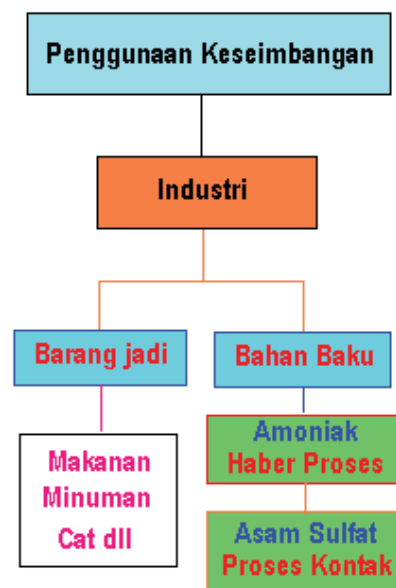 Penggunaan Keseimbangan
Industri
Barang jadi
Bahan Baku
Makanan
Minuman
Cat dll
Amoniak
Haber Proses
Asam Sulfat
Proses Kontak